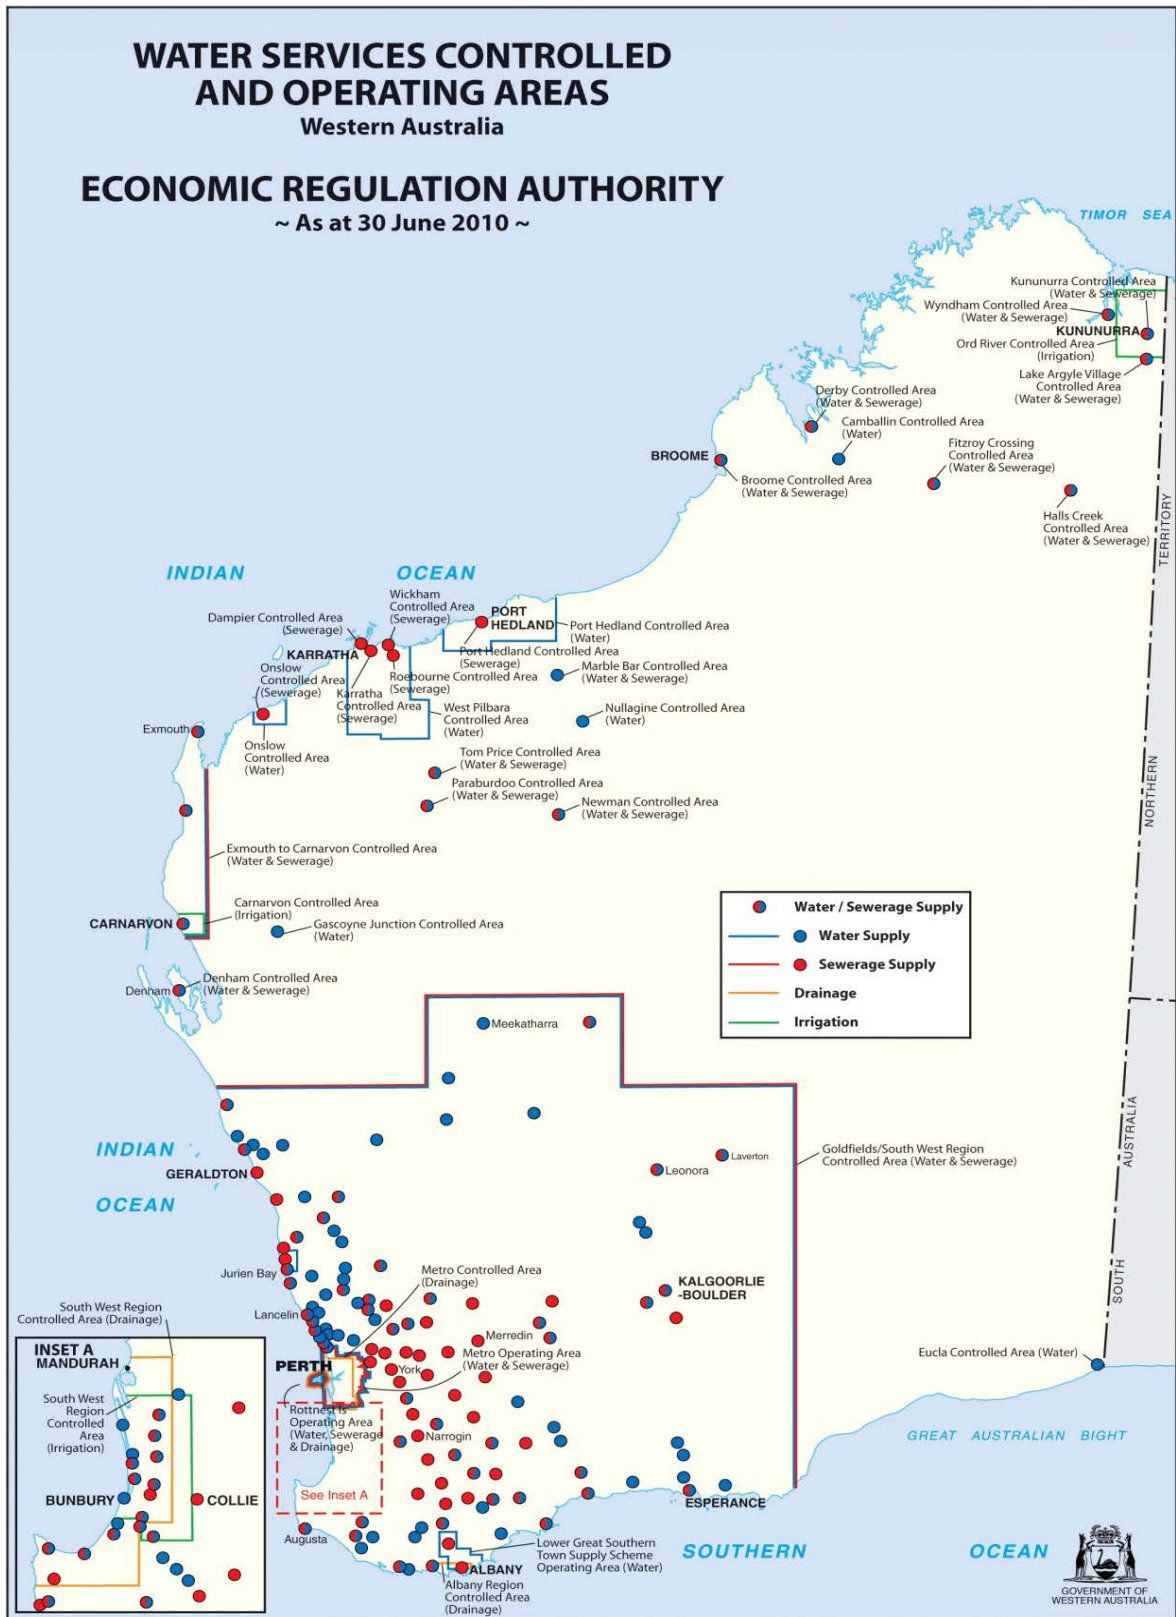 WATER SERVICES CONTROLLED
AND OPERATING AREAS
Western Australia
ECONOMIC REGULATION AUTHORITY
~ As at 30 June 2010 ~
TIMOR SEA
Kununurra Controlled Area
(Water & Sewerage)
Wyndham Controlled Area
(Water & Sewerage)
KUNUNURRA
Ord River Controlled Area
(Irrigation)
Lake Argyle Village
Controlled Area
(Water & Sewerage)
Derby Controlled Area
(Water & Sewerage)
Camballin Controlled Area
(Water)
Fitzroy Crossing
Controlled Area
(Water & Sewerage)
BROOME
Broome Controlled Area
(Water & Sewerage)
Halls Creek
Controlled Area
(Water & Sewerage)
TERRITORY
NORTHERN
INDIAN OCEAN
Wickham
Controlled Area
(Sewerage)
Dampier Controlled Area
(Sewerage)
KARRATHA
PORT
HEDLAND
Port Hedland Controlled Area
(Water)
Port Hedland Controlled Area
(Sewerage)
Onslow
Controlled Area
(Sewerage)
Roebourne Controlled Area
(Sewerage)
Karratha
Controlled Area
(Sewerage)
Marble Bar Controlled Area
(Water & Sewerage)
West Pilbara
Controlled Area
(Water)
Nullagine Controlled Area
(Water)
Exmouth
Onslow
Controlled Area
(Water)
Tom Price Controlled Area
(Water & Sewerage)
Paraburdoo Controlled Area
(Water & Sewerage)
Newman Controlled Area
(Water & Sewerage)
Exmouth to Carnarvon Controlled Area
(Water & Sewerage)
Carnarvon Controlled Area
(Irrigation)
CARNARVON
Gascoyne Junction Controlled Area
(Water)
Denham
Denham Controlled Area
(Water & Sewerage)
Water / Sewerage Supply
Water Supply
Sewerage Supply
Drainage
Irrigation
Meekatharra
AUSTRALIA
SOUTH
INDIAN
OCEAN
GERALDTON
Leonora
Laverton
Goldfields/South West Region
Controlled Area (Water & Sewerage)
Jurien Bay
Metro Controlled Area
(Drainage)
KALGOORLIE
-BOULDER
Lancelin
South West Region
Controlled Area (Drainage)
Merredin
Metro Operating Area
(Water & Sewerage)
PERTH
York
Eucla Controlled Area (Water)
Rottnest Is
Operating Area
(Water, Sewerage
& Drainage)
Narrogin
GREAT AUSTRALIAN BIGHT
See Inset A
ESPERANCE
Augusta
Lower Great Southern
Town Supply Scheme
Operating Area (Water)
ALBANY
Albany Region
Controlled Area
(Drainage)
SOUTHERN OCEAN
INSET A
MANDURAH
South West
Region
Controlled
Area
(Irrigation)
BUNBURY
COLLIE
GOVERNMENT OF
WESTERN AUSTRALIA